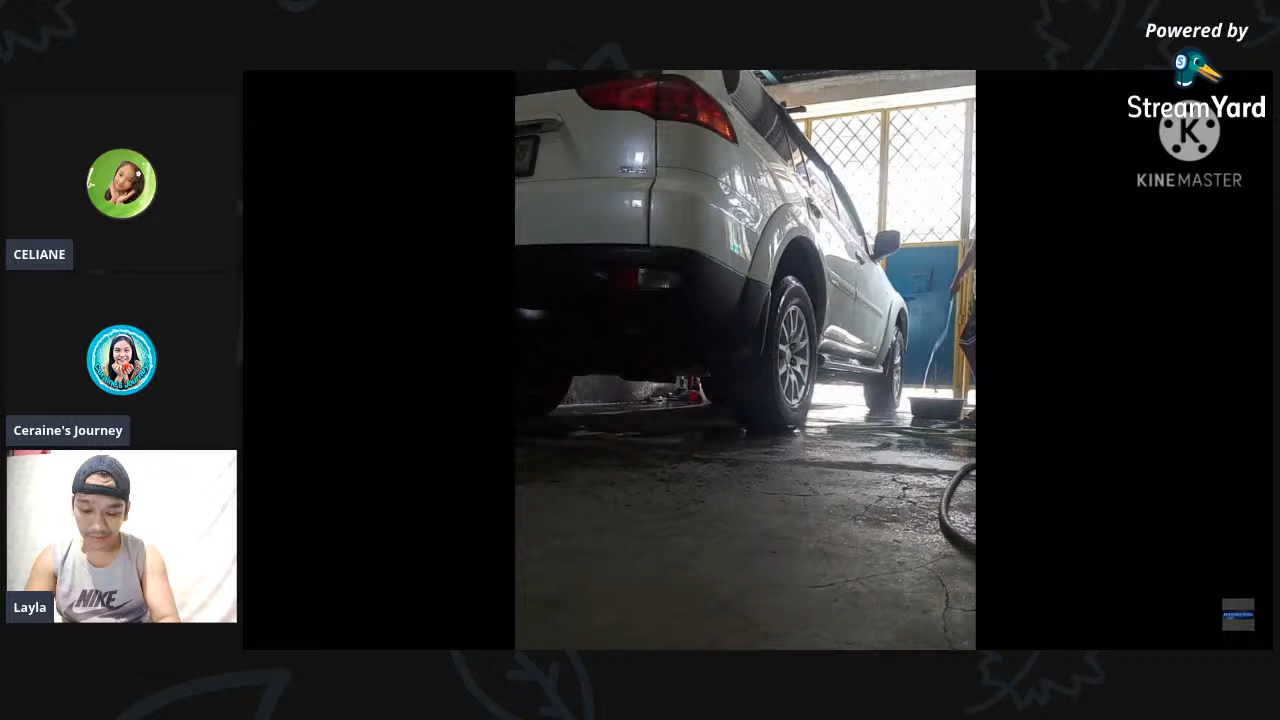 Powered by
StreamYard
K
KINEMASTER
CELIANE
Ceraine's Journey
NIKE
Layla